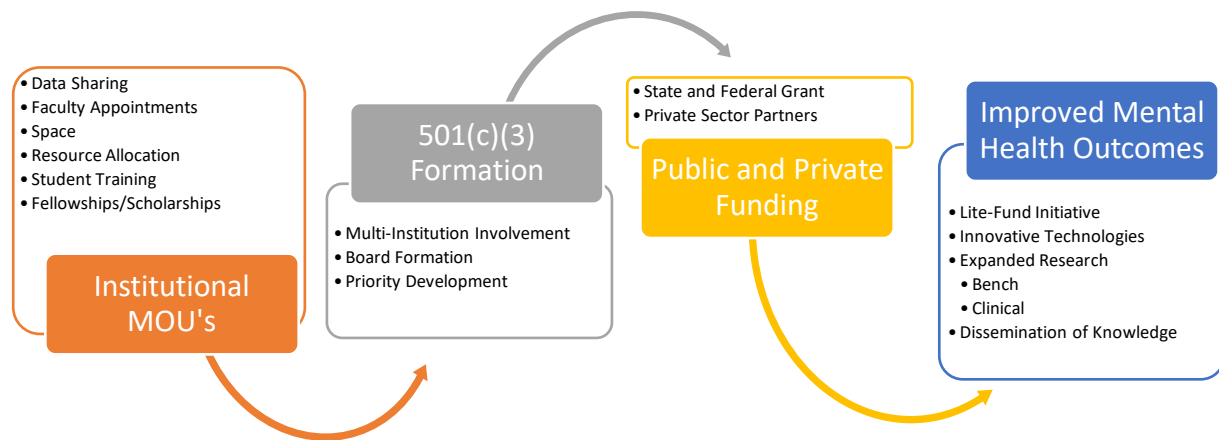 • Data Sharing
• Faculty Appointments
• Space
• Resource Allocation
• Student Training
• Fellowships/Scholarships
Institutional
MOU's
501(c)(3)
Formation
• Multi-Institution Involvement
• Board Formation
• Priority Development
• State and Federal Grant
• Private Sector Partners
Public and Private
Funding
Improved Mental
Health Outcomes
• Lite-Fund Initiative
• Innovative Technologies
• Expanded Research
• Bench
• Clinical
• Dissemination of Knowledge